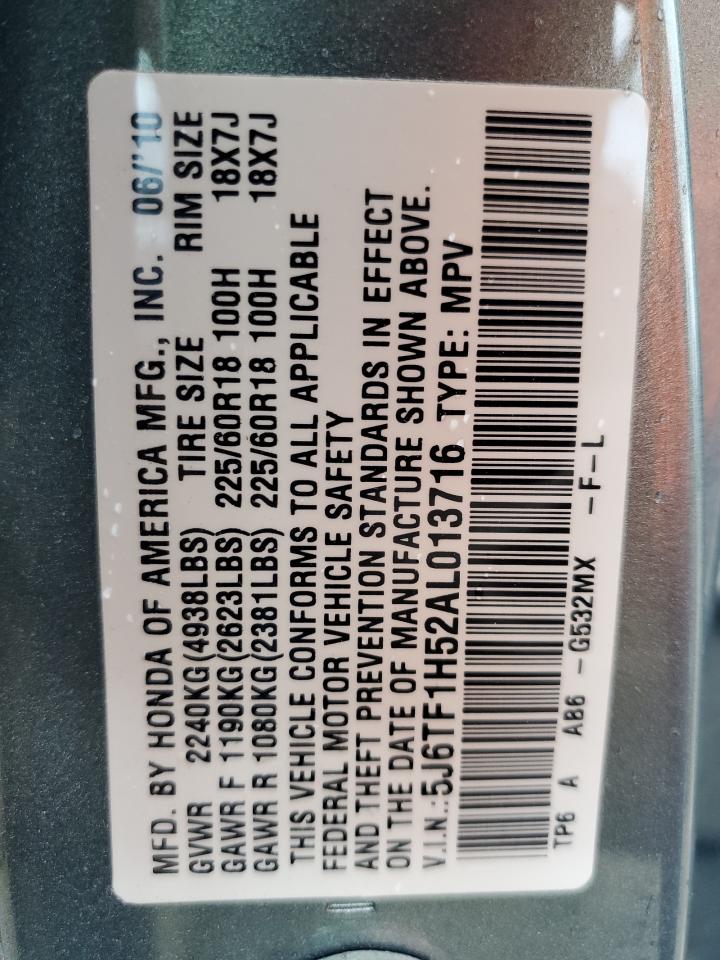 MFD. BY HONDA OF AMERICA MFG., INC. 06/'10
GVWR 2240KG(4938LBS) TIRE SIZE RIM SIZE
GAWR F 1190KG(2623LBS) 225/60R18 100H 18X7J
GAWR R 1080KG(2381LBS) 225/60R18 100H 18X7J
THIS VEHICLE CONFORMS TO ALL APPLICABLE
FEDERAL MOTOR VEHICLE SAFETY
AND THEFT PREVENTION STANDARDS IN EFFECT
ON THE DATE OF MANUFACTURE SHOWN ABOVE.
V.I.N.:5J6TF1H52AL013716 TYPE: MPV
TP6 A AB6 -G532MX -F-L